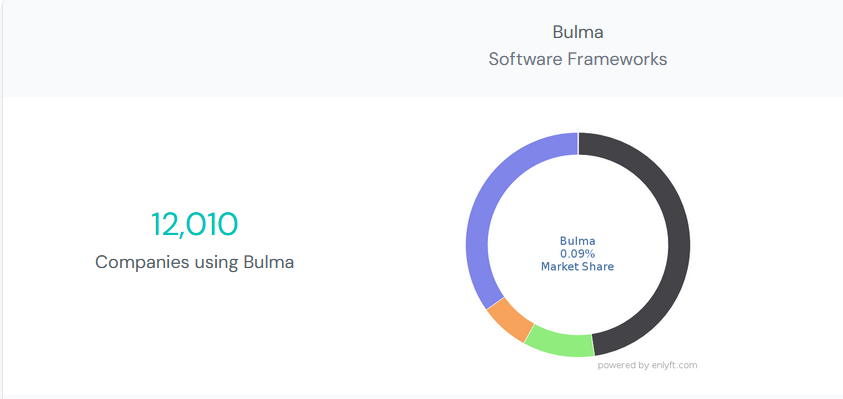 Bulma
Software Frameworks
12,010
Companies using Bulma
Bulma
0.09%
Market Share
powered by enlyft.com